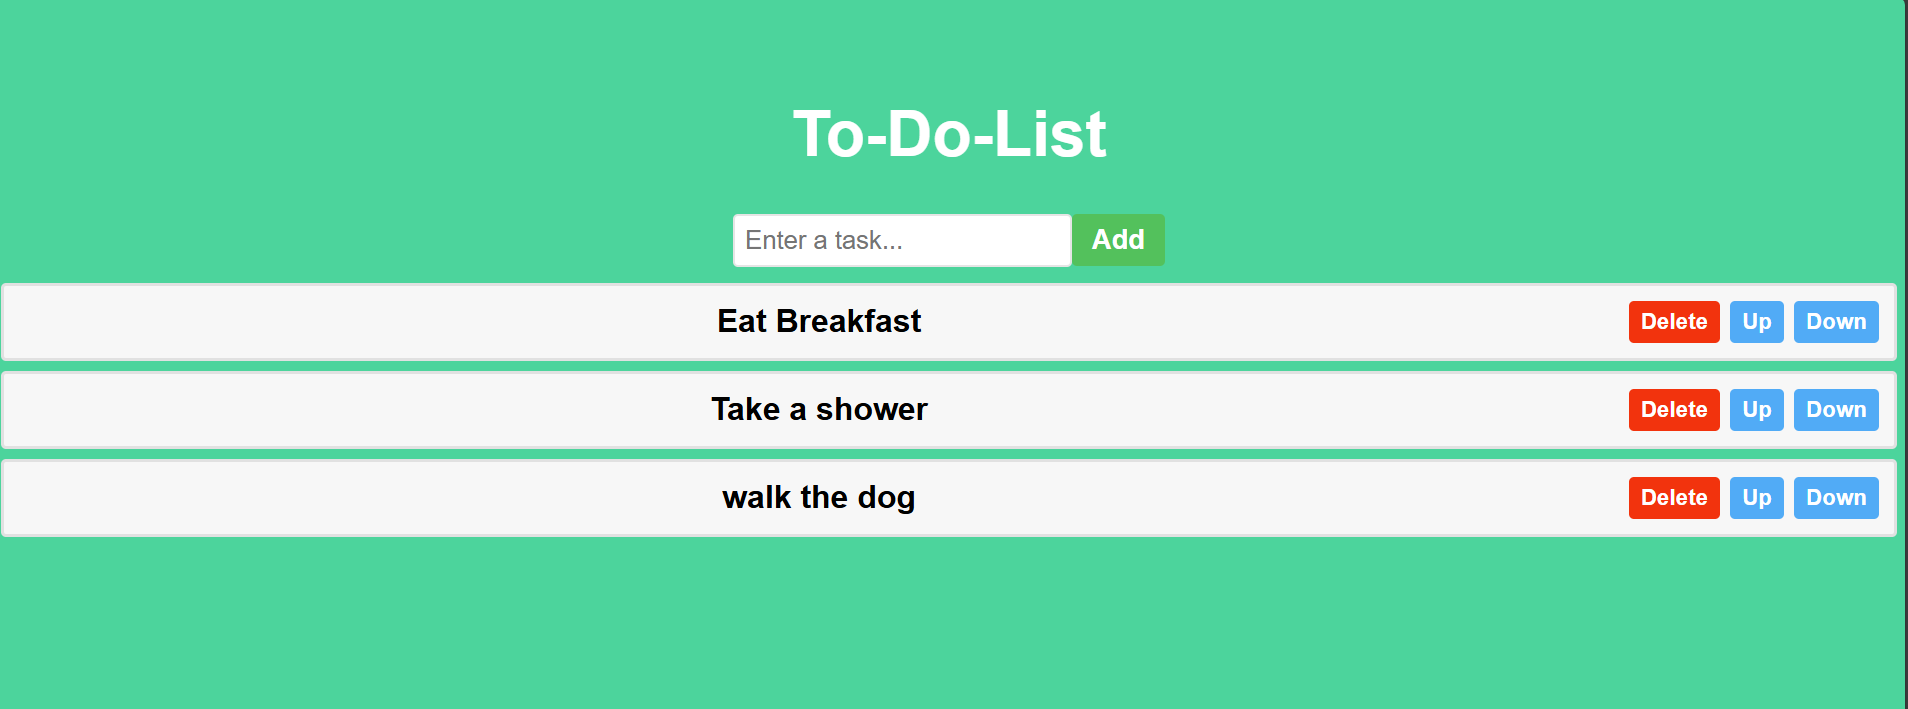 To-Do-List
Enter a task... Add
Eat Breakfast Delete Up Down
Take a shower Delete Up Down
walk the dog Delete Up Down